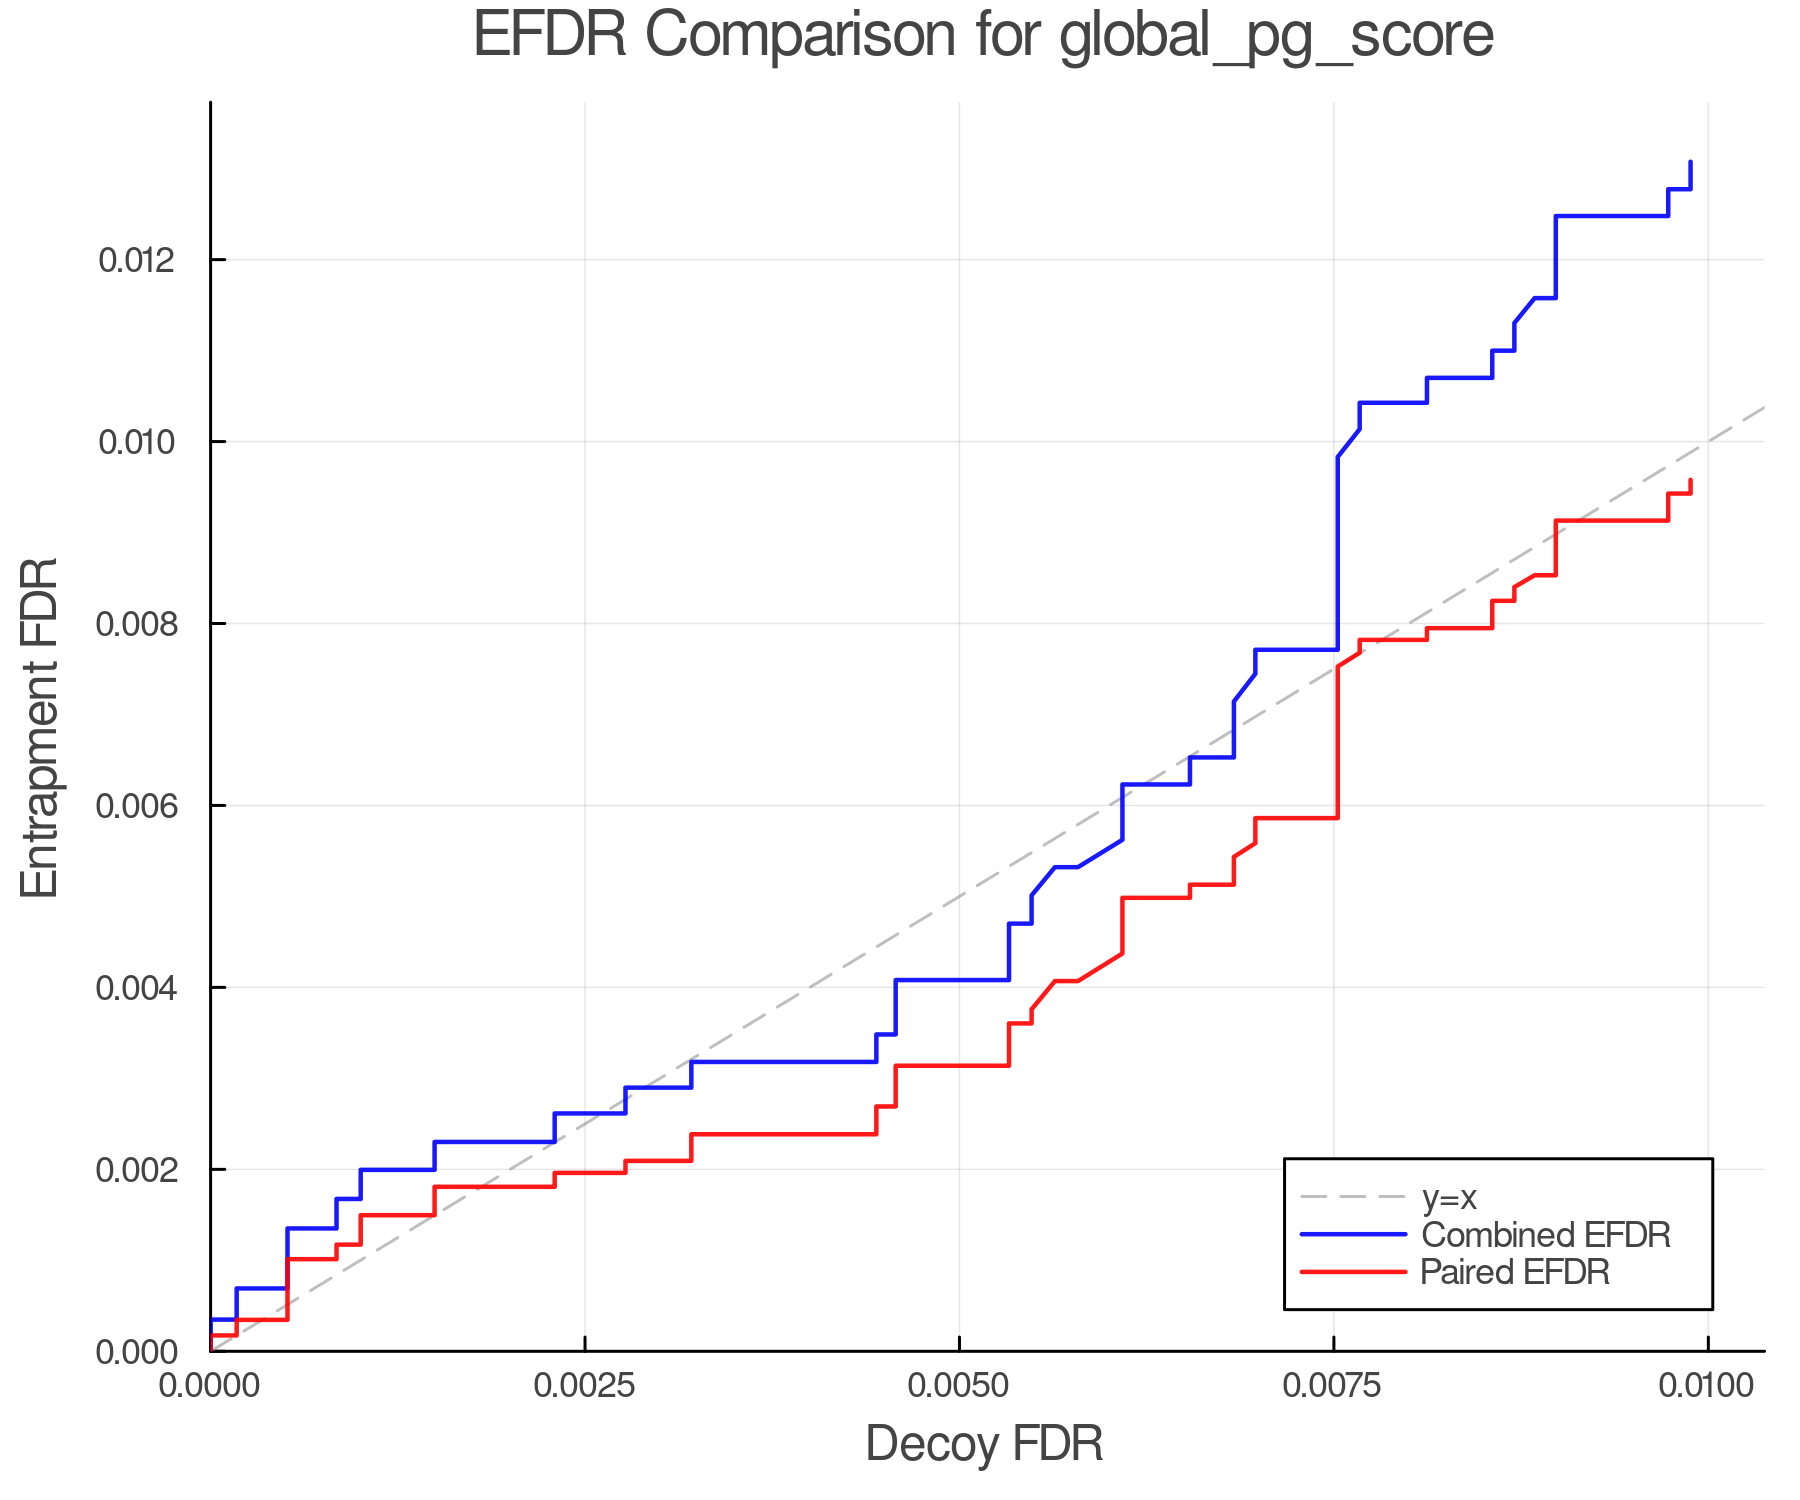 EFDR Comparison for global_pg_score
Entrapment FDR
0.012
0.010
0.008
0.006
0.004
0.002
0.000
0.0000
0.0025
0.0050
0.0075
0.0100
Decoy FDR
y=x
Combined EFDR
Paired EFDR